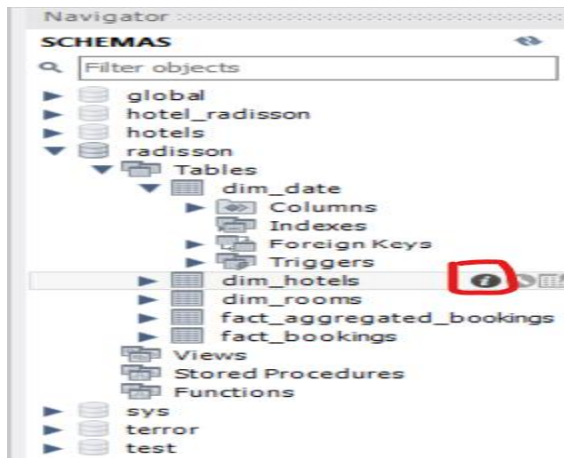 Navigator
SCHEMAS
Filter objects
global
hotel_radisson
hotels
radisson
Tables
dim_date
Columns
Indexes
Foreign Keys
Triggers
dim_hotels
dim_rooms
fact_aggregated_bookings
fact_bookings
Views
Stored Procedures
Functions
sys
terror
test